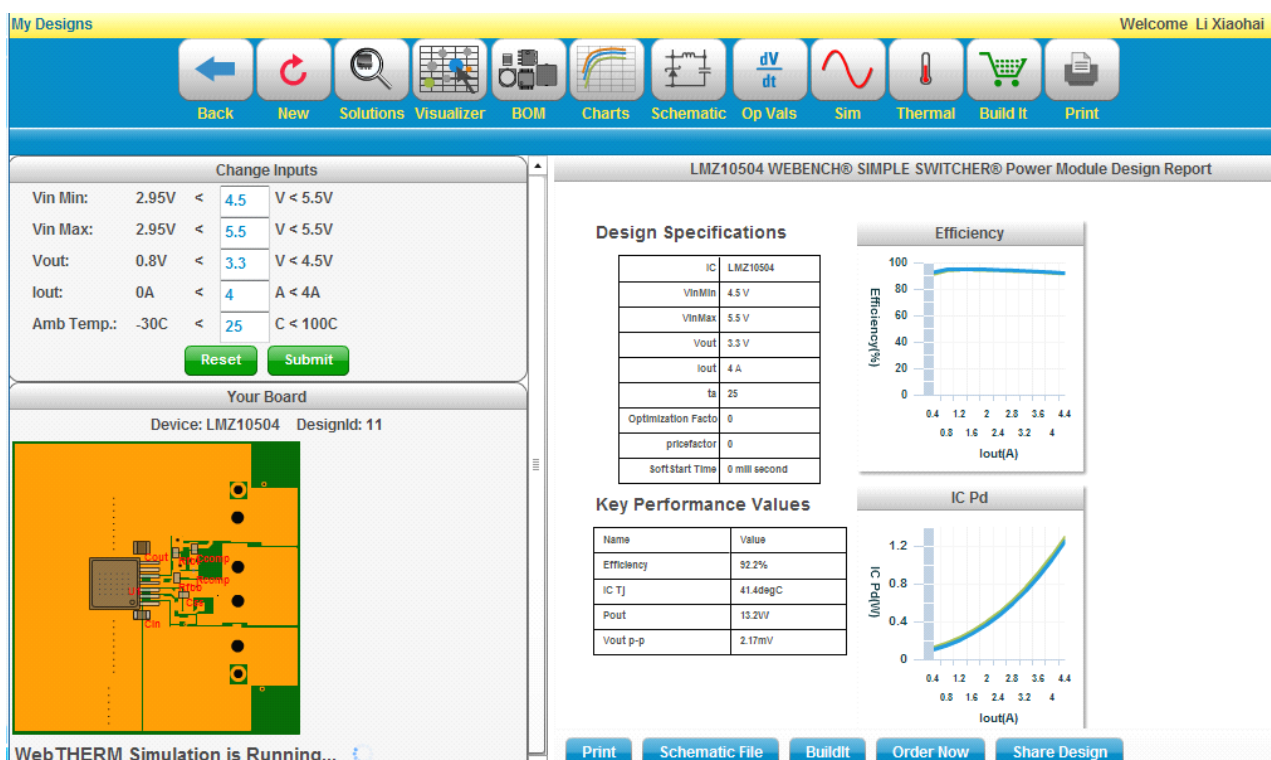 My Designs
Welcome Li Xiaohai
Back New Solutions Visualizer BOM Charts Schematic Op Vals Sim Thermal Build It Print
dV
dt
Change Inputs
Vin Min: 2.95V < 4.5 V < 5.5V
Vin Max: 2.95V < 5.5 V < 5.5V
Vout: 0.8V < 3.3 V < 4.5V
Iout: 0A < 4 A < 4A
Amb Temp.: -30C < 25 C < 100C
Reset Submit
Your Board
Device: LMZ10504 DesignId: 11
Cout
Ccomp
Rcomp
Rfbb
U1
Cin
WebTHERM Simulation is Running...
LMZ10504 WEBENCH® SIMPLE SWITCHER® Power Module Design Report
Design Specifications
IC LMZ10504
VinMin 4.5 V
VinMax 5.5 V
Vout 3.3 V
Iout 4 A
ta 25
Optimization Facto 0
pricefactor 0
SoftStart Time 0 mili second
Key Performance Values
Name Value
Efficiency 92.2%
IC Tj 41.4degC
Pout 13.2W
Vout p-p 2.17mV
Efficiency
Efficiency(%)
100
80
60
40
20
0
0.4 1.2 2 2.8 3.6 4.4
0.8 1.6 2.4 3.2 4
Iout(A)
IC Pd
IC Pd(W)
1.2
0.8
0.4
0
0.4 1.2 2 2.8 3.6 4.4
0.8 1.6 2.4 3.2 4
Iout(A)
Print Schematic File BuildIt Order Now Share Design